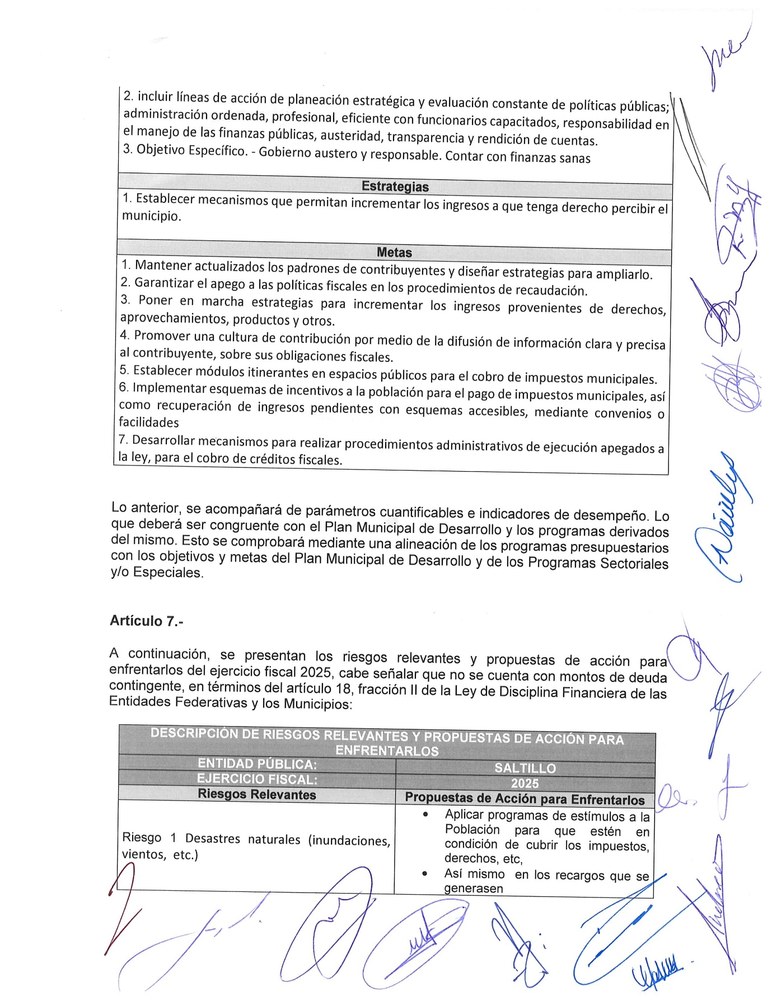 2. incluir líneas de acción de planeación estratégica y evaluación constante de políticas públicas;
administración ordenada, profesional, eficiente con funcionarios capacitados, responsabilidad en
el manejo de las finanzas públicas, austeridad, transparencia y rendición de cuentas.
3. Objetivo Específico. - Gobierno austero y responsable. Contar con finanzas sanas
Estrategias
1. Establecer mecanismos que permitan incrementar los ingresos a que tenga derecho percibir el
municipio.
Metas
1. Mantener actualizados los padrones de contribuyentes y diseñar estrategias para ampliarlo.
2. Garantizar el apego a las políticas fiscales en los procedimientos de recaudación.
3. Poner en marcha estrategias para incrementar los ingresos provenientes de derechos,
aprovechamientos, productos y otros.
4. Promover una cultura de contribución por medio de la difusión de información clara y precisa
al contribuyente, sobre sus obligaciones fiscales.
5. Establecer módulos itinerantes en espacios públicos para el cobro de impuestos municipales.
6. Implementar esquemas de incentivos a la población para el pago de impuestos municipales, así
como recuperación de ingresos pendientes con esquemas accesibles, mediante convenios o
facilidades
7. Desarrollar mecanismos para realizar procedimientos administrativos de ejecución apegados a
la ley, para el cobro de créditos fiscales.
Lo anterior, se acompañará de parámetros cuantificables e indicadores de desempeño. Lo
que deberá ser congruente con el Plan Municipal de Desarrollo y los programas derivados
del mismo. Esto se comprobará mediante una alineación de los programas presupuestarios
con los objetivos y metas del Plan Municipal de Desarrollo y de los Programas Sectoriales
y/o Especiales.
Artículo 7.-
A continuación, se presentan los riesgos relevantes y propuestas de acción para
enfrentarlos del ejercicio fiscal 2025, cabe señalar que no se cuenta con montos de deuda
contingente, en términos del artículo 18, fracción II de la Ley de Disciplina Financiera de las
Entidades Federativas y los Municipios:
DESCRIPCIÓN DE RIESGOS RELEVANTES Y PROPUESTAS DE ACCIÓN PARA
ENFRENTARLOS
ENTIDAD PÚBLICA: SALTILLO
EJERCICIO FISCAL: 2025
Riesgos Relevantes Propuestas de Acción para Enfrentarlos
Riesgo 1 Desastres naturales (inundaciones,
vientos, etc.)
• Aplicar programas de estímulos a la
Población para que estén en
condición de cubrir los impuestos,
derechos, etc,
• Así mismo en los recargos que se
generasen